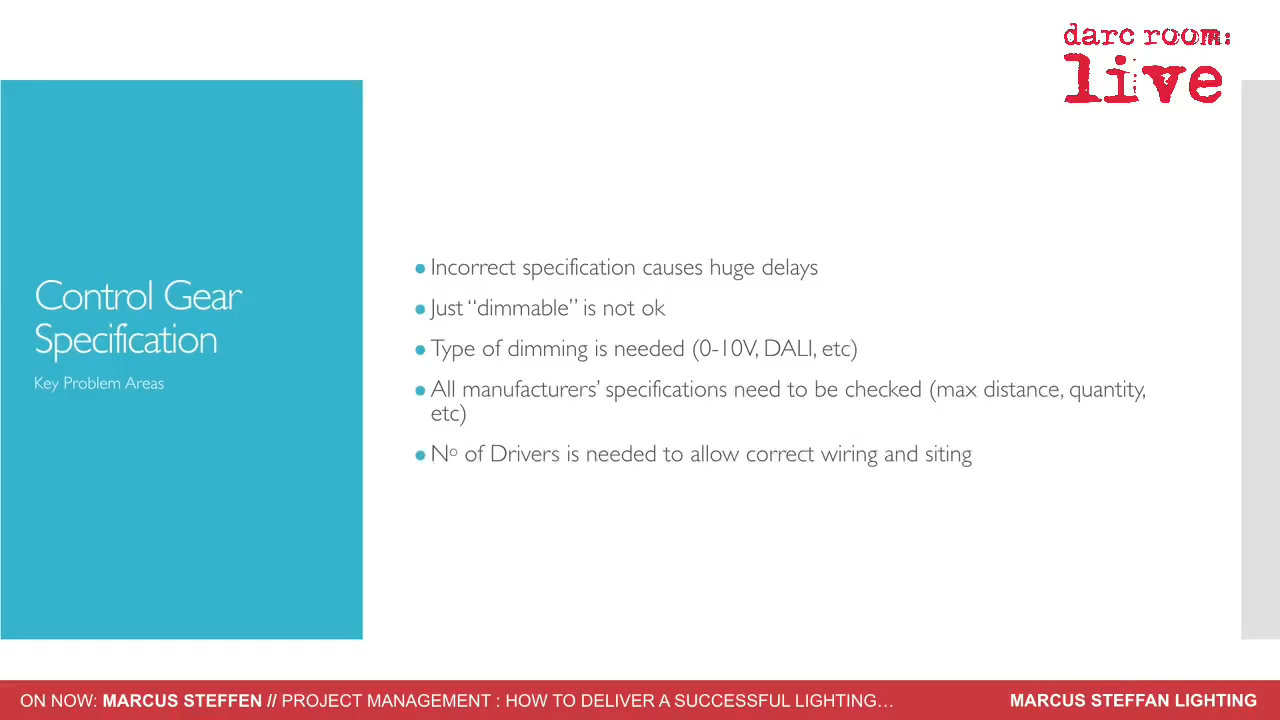 darc room:
live
Control Gear
Specification
Key Problem Areas
● Incorrect specification causes huge delays
● Just “dimmable” is not ok
● Type of dimming is needed (0-10V, DALI, etc)
● All manufacturers’ specifications need to be checked (max distance, quantity,
etc)
● Nº of Drivers is needed to allow correct wiring and siting
ON NOW: MARCUS STEFFEN // PROJECT MANAGEMENT : HOW TO DELIVER A SUCCESSFUL LIGHTING… MARCUS STEFFAN LIGHTING